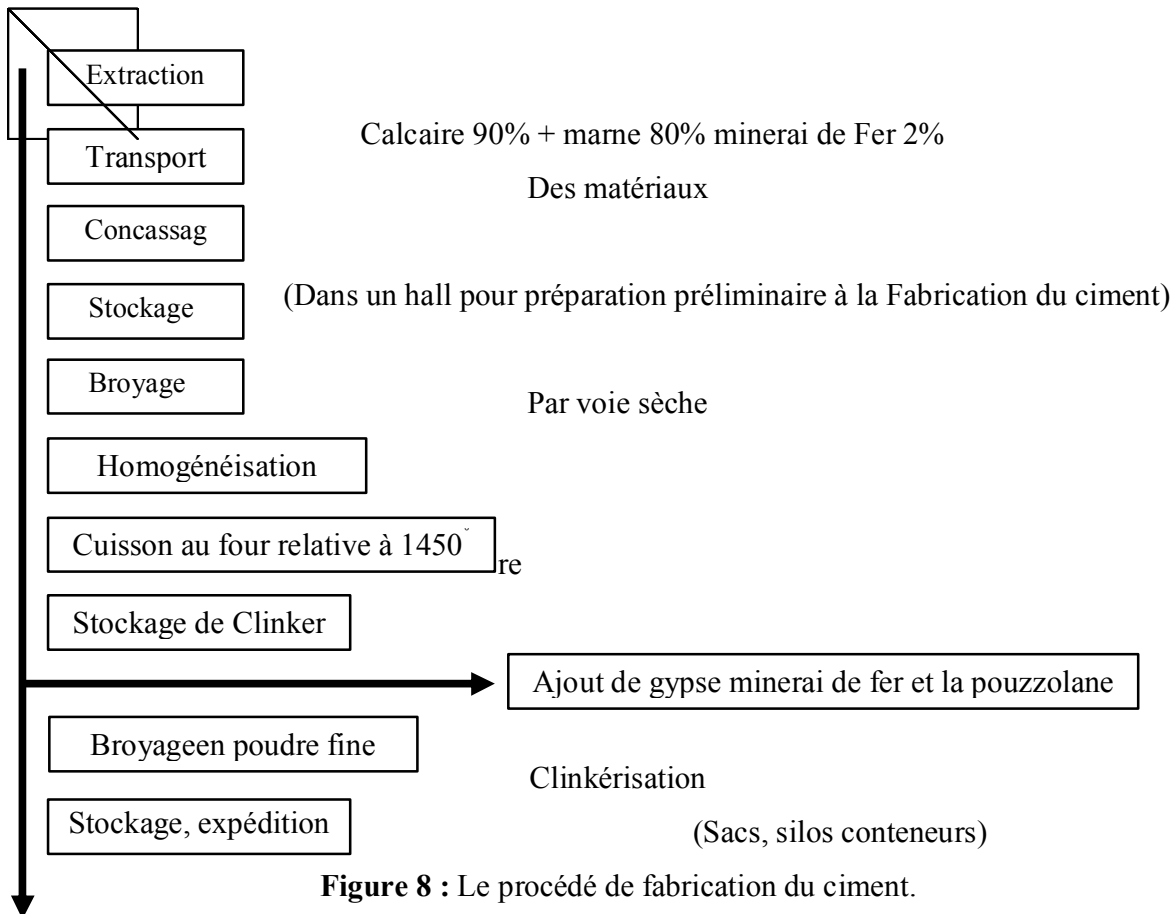 Extraction
Calcaire 90% + marne 80% minerai de Fer 2%
Transport
Des matériaux
Concassag
Stockage
(Dans un hall pour préparation préliminaire à la Fabrication du ciment)
Broyage
Par voie sèche
Homogénéisation
Cuisson au four relative à 1450˘
re
Stockage de Clinker
Ajout de gypse minerai de fer et la pouzzolane
Broyageen poudre fine
Clinkérisation
Stockage, expédition
(Sacs, silos conteneurs)
Figure 8 : Le procédé de fabrication du ciment.